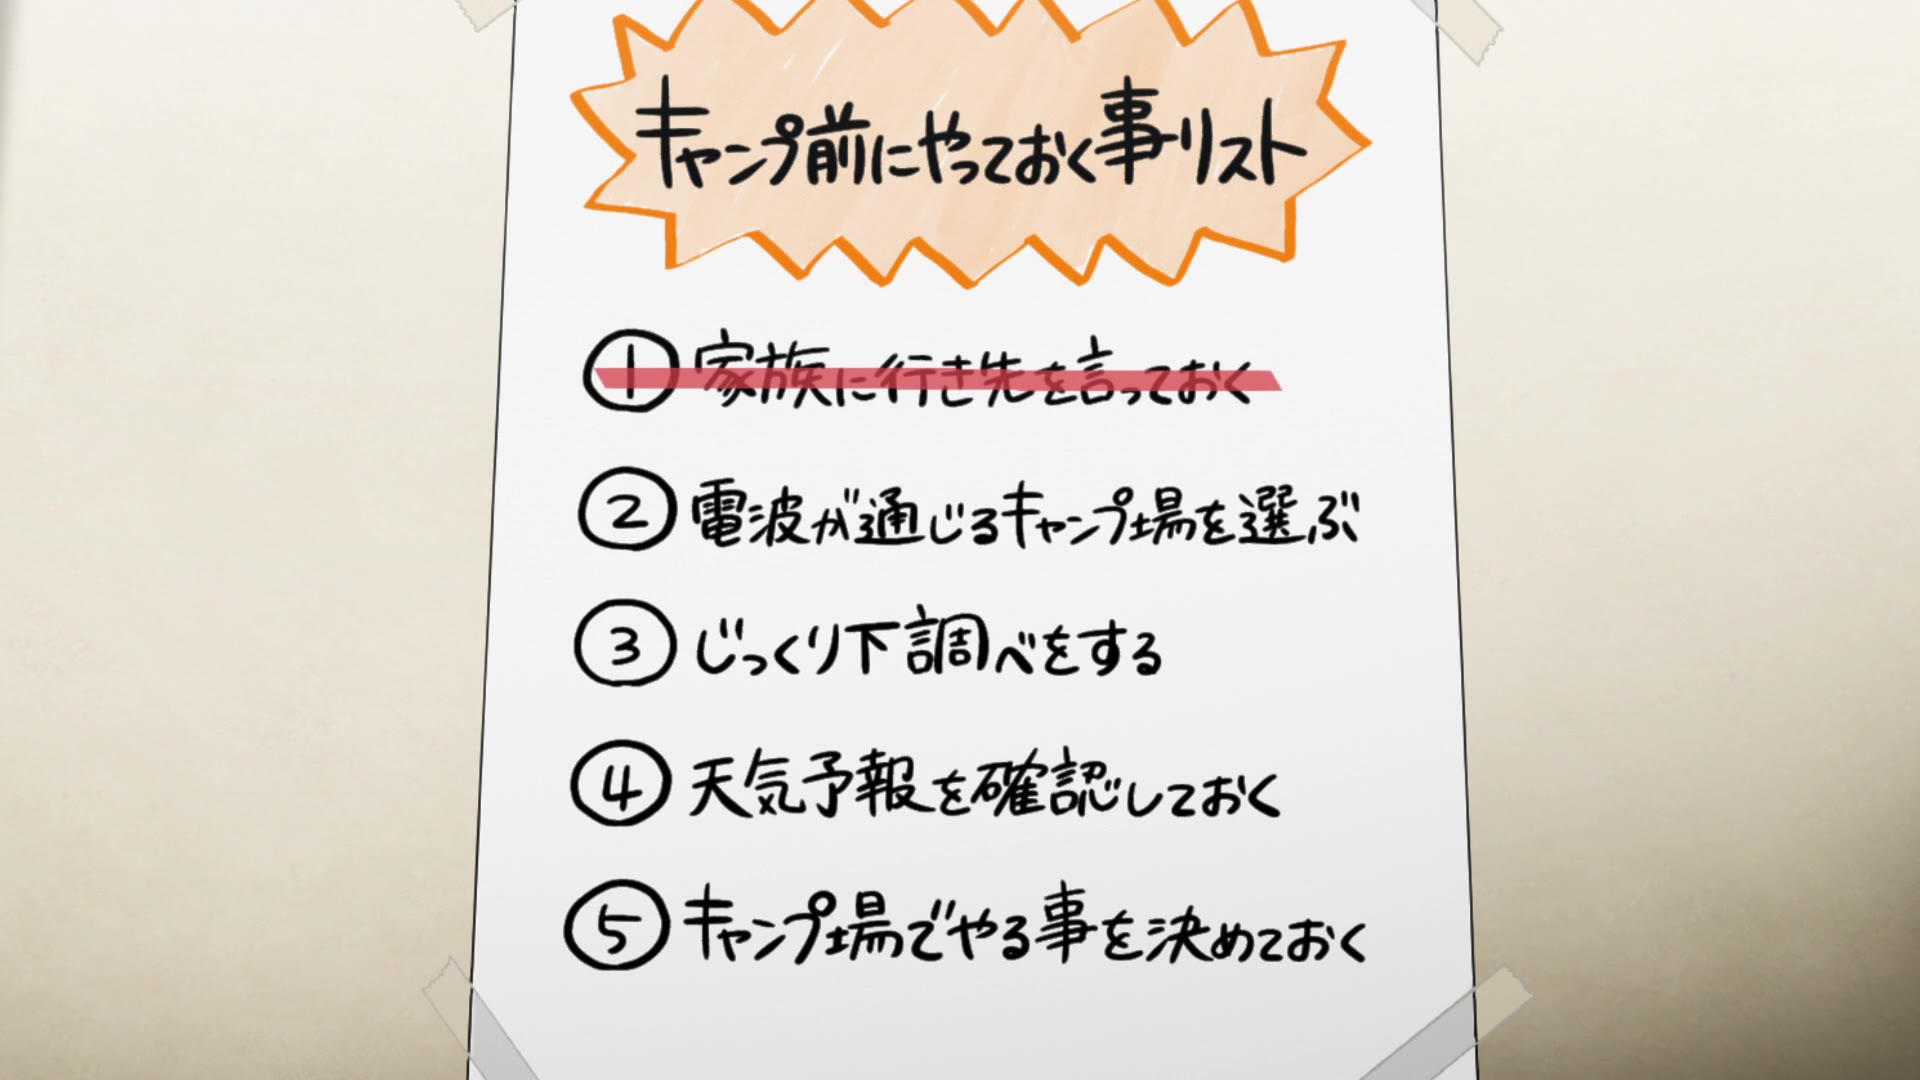 キャンプ前にやっておく事リスト
① 家族に行き先を言っておく
② 電波が通じるキャンプ場を選ぶ
③ じっくり下調べをする
④ 天気予報を確認しておく
⑤ キャンプ場でやる事を決めておく